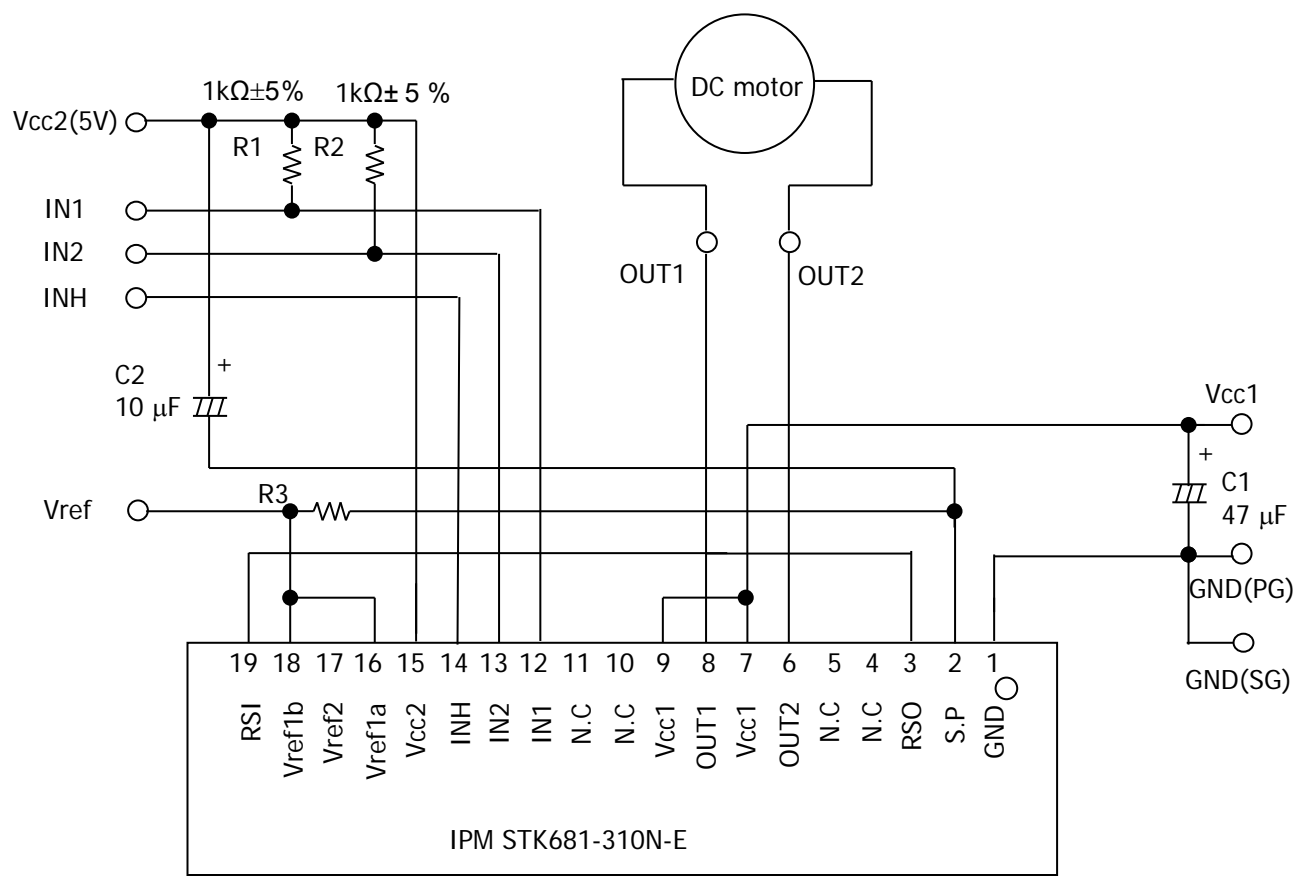 DC motor
1kΩ±5%
1kΩ± 5 %
Vcc2(5V)
R1
R2
IN1
IN2
INH
OUT1
OUT2
+
C2
10 μF
Vcc1
+
C1
47 μF
Vref
R3
GND(PG)
GND(SG)
19 18 17 16 15 14 13 12 11 10 9 8 7 6 5 4 3 2 1
RSI
Vref1b
Vref2
Vref1a
Vcc2
INH
IN2
IN1
N.C
N.C
Vcc1
OUT1
Vcc1
OUT2
N.C
N.C
RSO
S.P
GND
IPM STK681-310N-E